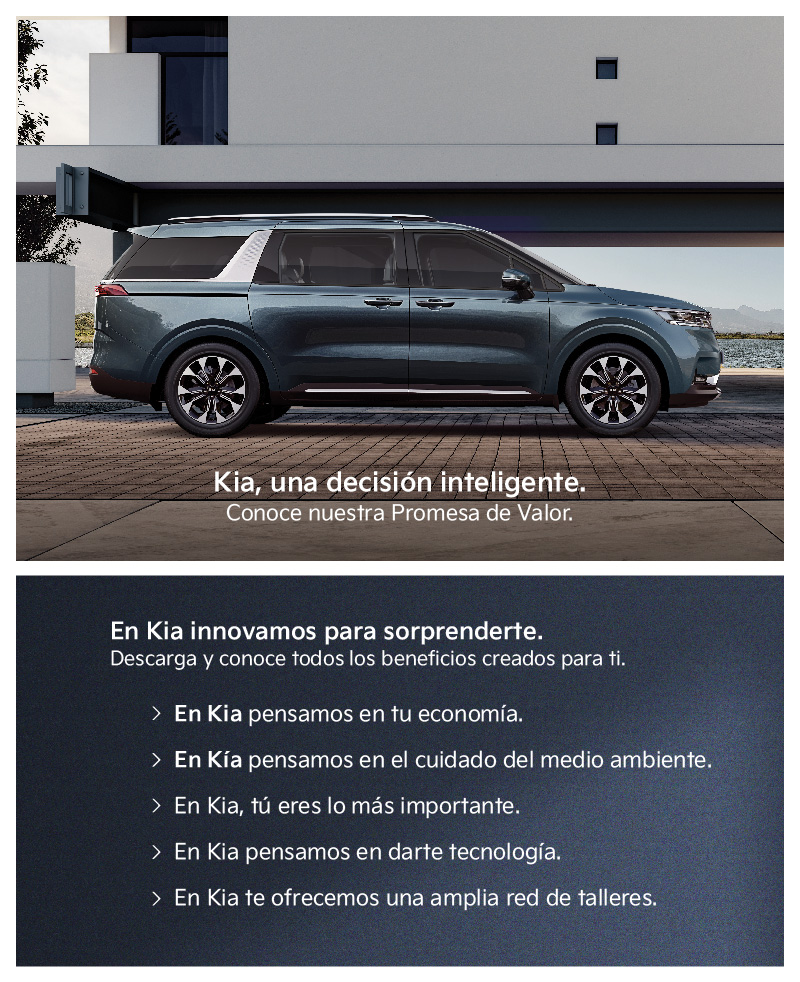 Kia, una decisión inteligente.
Conoce nuestra Promesa de Valor.
En Kia innovamos para sorprenderte.
Descarga y conoce todos los beneficios creados para ti.
En Kia pensamos en tu economía.
En Kía pensamos en el cuidado del medio ambiente.
En Kia, tú eres lo más importante.
En Kia pensamos en darte tecnología.
En Kia te ofrecemos una amplia red de talleres.